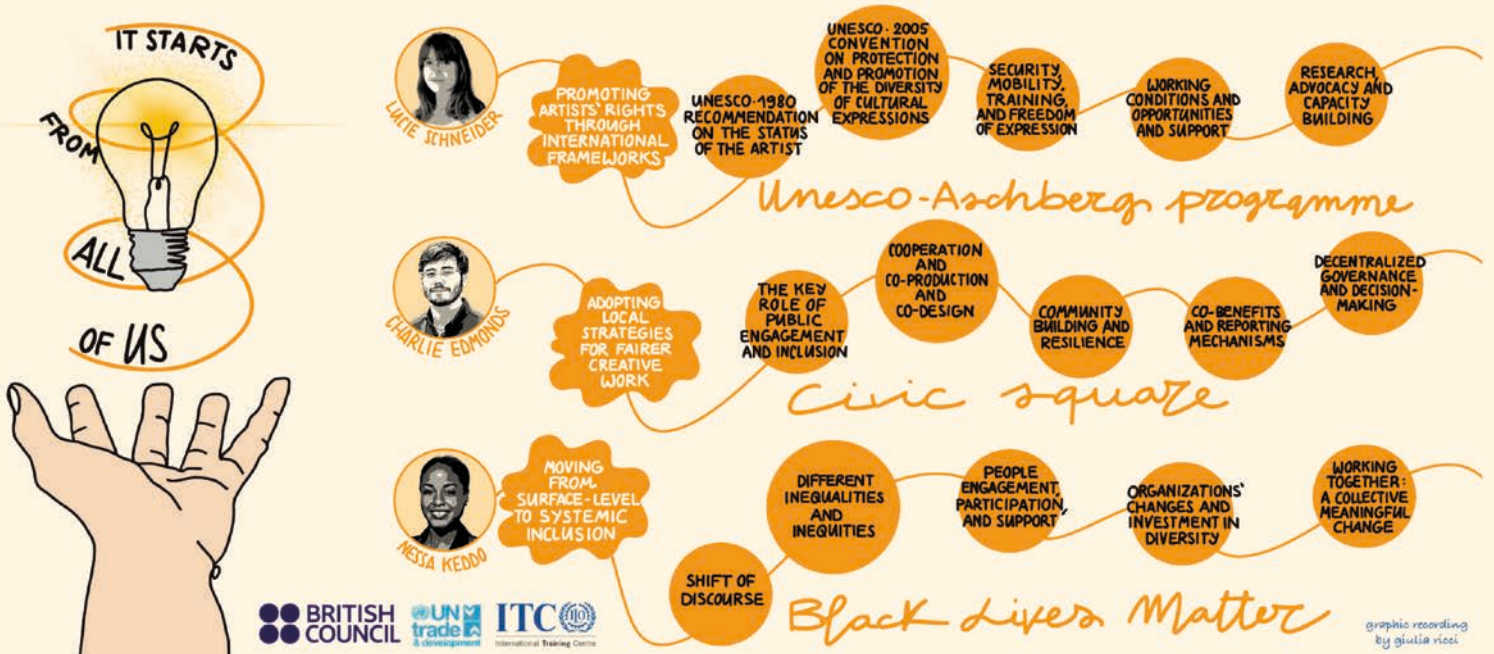 IT STARTS
FROM
ALL
OF US
LUCIE SCHNEIDER
PROMOTING
ARTISTS' RIGHTS
THROUGH
INTERNATIONAL
FRAMEWORKS
UNESCO-1980
RECOMMENDATION
ON THE STATUS
OF THE ARTIST
UNESCO-2005
CONVENTION
ON PROTECTION
AND PROMOTION
OF THE DIVERSITY
OF CULTURAL
EXPRESSIONS
SECURITY,
MOBILITY,
TRAINING,
AND FREEDOM
OF EXPRESSION
WORKING
CONDITIONS AND
OPPORTUNITIES
AND SUPPORT
RESEARCH,
ADVOCACY AND
CAPACITY
BUILDING
Unesco-Aschberg programme
CHARLIE EDMONDS
ADOPTING
LOCAL
STRATEGIES
FOR FAIRER
CREATIVE
WORK
THE KEY
ROLE OF
PUBLIC
ENGAGEMENT
AND INCLUSION
COOPERATION
AND
CO-PRODUCTION
AND
CO-DESIGN
COMMUNITY
BUILDING AND
RESILIENCE
CO-BENEFITS
AND REPORTING
MECHANISMS
DECENTRALIZED
GOVERNANCE
AND DECISION-
MAKING
Civic square
NESSA KEDDO
MOVING
FROM
SURFACE-LEVEL
TO SYSTEMIC
INCLUSION
SHIFT OF
DISCOURSE
DIFFERENT
INEQUALITIES
AND
INEQUITIES
PEOPLE
ENGAGEMENT,
PARTICIPATION,
AND SUPPORT
ORGANIZATIONS'
CHANGES AND
INVESTMENT IN
DIVERSITY
WORKING
TOGETHER:
A COLLECTIVE
MEANINGFUL
CHANGE
Black Lives Matter
BRITISH
COUNCIL
UN
trade
& development
ITC
ILO
International Training Centre
graphic recording
by giulia ricci